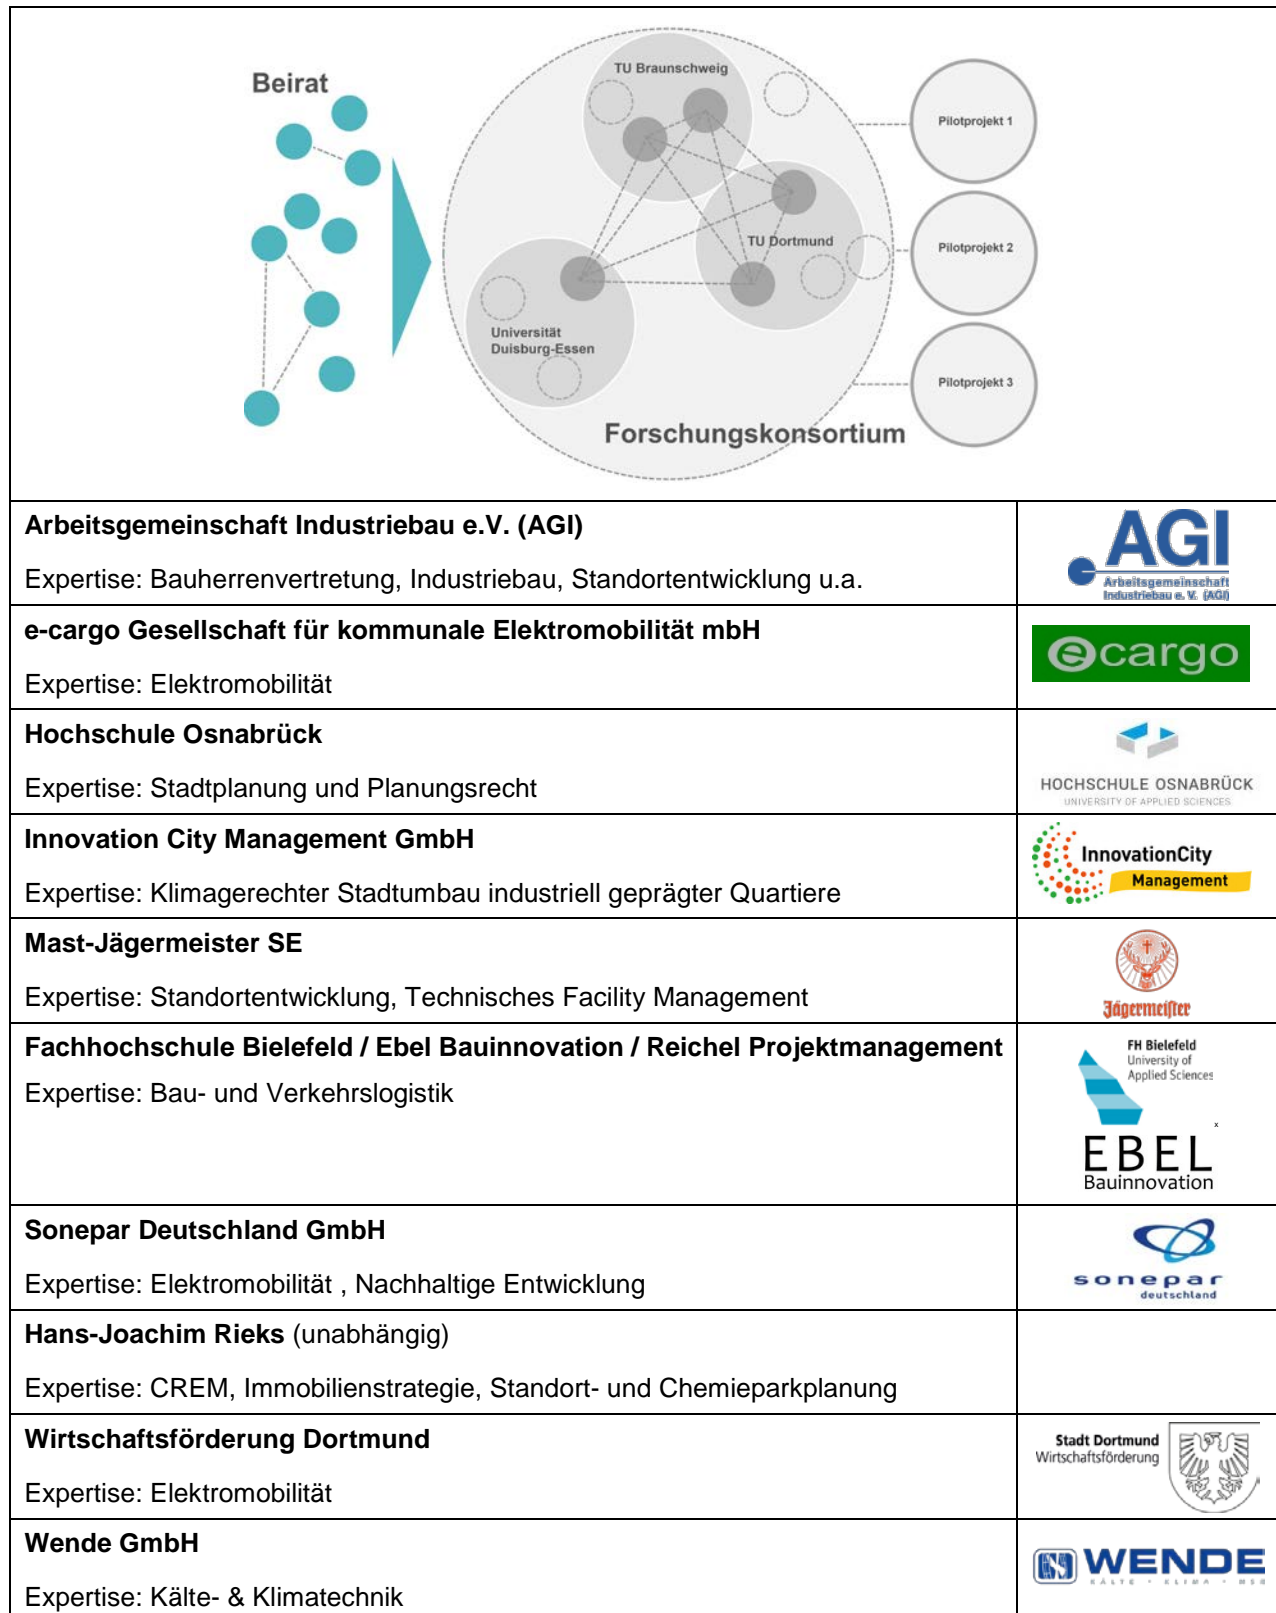 Beirat
TU Braunschweig
TU Dortmund
Universität
Duisburg-Essen
Forschungskonsortium
Pilotprojekt 1
Pilotprojekt 2
Pilotprojekt 3
Arbeitsgemeinschaft Industriebau e.V. (AGI)
Expertise: Bauherrenvertretung, Industriebau, Standortentwicklung u.a.
AGI
Arbeitsgemeinschaft
Industriebau e. V. (AGI)
e-cargo Gesellschaft für kommunale Elektromobilität mbH
Expertise: Elektromobilität
ecargo
Hochschule Osnabrück
Expertise: Stadtplanung und Planungsrecht
HOCHSCHULE OSNABRÜCK
UNIVERSITY OF APPLIED SCIENCES
Innovation City Management GmbH
Expertise: Klimagerechter Stadtumbau industriell geprägter Quartiere
InnovationCity
Management
Mast-Jägermeister SE
Expertise: Standortentwicklung, Technisches Facility Management
Jägermeister
Fachhochschule Bielefeld / Ebel Bauinnovation / Reichel Projektmanagement
Expertise: Bau- und Verkehrslogistik
FH Bielefeld
University of
Applied Sciences
x
EBEL
Bauinnovation
Sonepar Deutschland GmbH
Expertise: Elektromobilität , Nachhaltige Entwicklung
sonepar
deutschland
Hans-Joachim Rieks (unabhängig)
Expertise: CREM, Immobilienstrategie, Standort- und Chemieparkplanung
Wirtschaftsförderung Dortmund
Expertise: Elektromobilität
Stadt Dortmund
Wirtschaftsförderung
Wende GmbH
Expertise: Kälte- & Klimatechnik
WENDE
KÄLTE • KLIMA • MSR